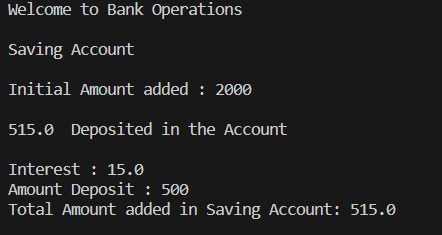 Welcome to Bank Operations
Saving Account
Initial Amount added : 2000
515.0  Deposited in the Account
Interest : 15.0
Amount Deposit : 500
Total Amount added in Saving Account: 515.0